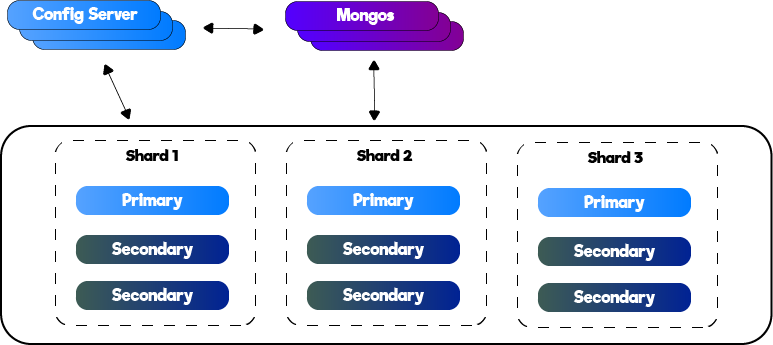 Config Server
Mongos
Shard 1
Primary
Secondary
Secondary
Shard 2
Primary
Secondary
Secondary
Shard 3
Primary
Secondary
Secondary